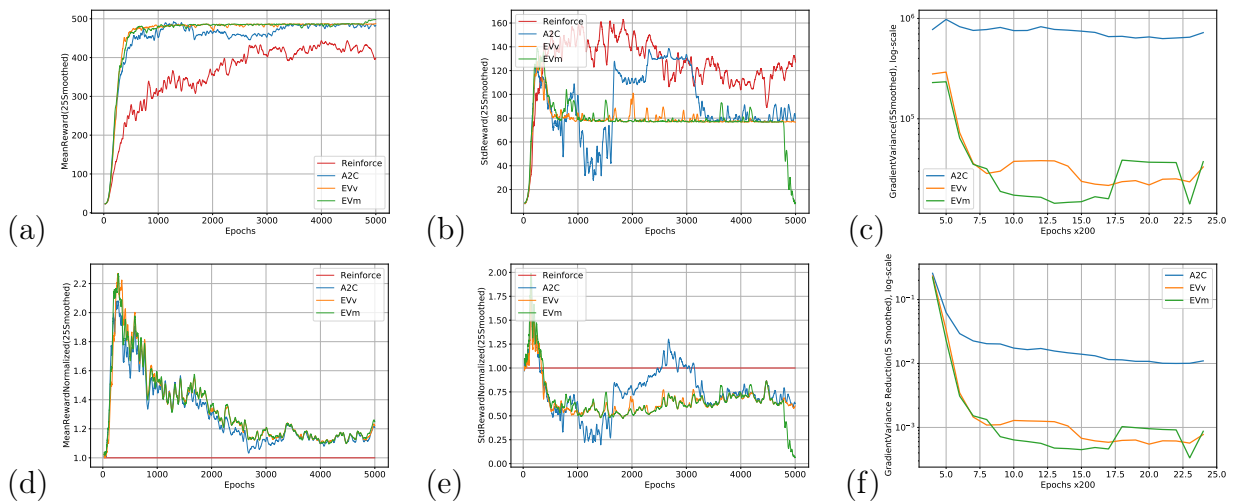 (a)
MeanReward(25Smoothed)
500
400
300
200
100
0
0 1000 2000 3000 4000 5000
Epochs
Reinforce
A2C
EVv
EVm
(b)
StdReward(25Smoothed)
160
140
120
100
80
60
40
20
0 1000 2000 3000 4000 5000
Epochs
Reinforce
A2C
EVv
EVm
(c)
GradientVariance(5Smoothed), log-scale
10^6
10^5
5.0 7.5 10.0 12.5 15.0 17.5 20.0 22.5 25.0
Epochs x200
A2C
EVv
EVm
(d)
MeanRewardNormalized(25Smoothed)
2.2
2.0
1.8
1.6
1.4
1.2
1.0
0 1000 2000 3000 4000 5000
Epochs
Reinforce
A2C
EVv
EVm
(e)
StdRewardNormalized(25Smoothed)
2.00
1.75
1.50
1.25
1.00
0.75
0.50
0.25
0.00
0 1000 2000 3000 4000 5000
Epochs
Reinforce
A2C
EVv
EVm
(f)
GradientVariance Reduction(5 Smoothed), log-scale
10^-1
10^-2
10^-3
5.0 7.5 10.0 12.5 15.0 17.5 20.0 22.5 25.0
Epochs x200
A2C
EVv
EVm